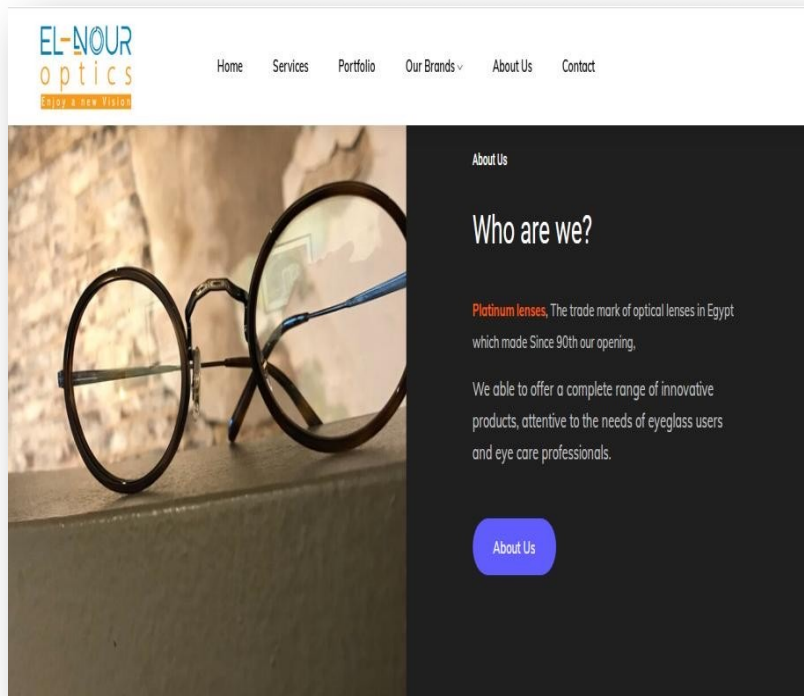 EL-NOUR
optics
Enjoy a new Vision
Home Services Portfolio Our Brands About Us Contact
About Us
Who are we?
Platinum lenses, The trade mark of optical lenses in Egypt
which made Since 90th our opening,
We able to offer a complete range of innovative
products, attentive to the needs of eyeglass users
and eye care professionals.
About Us